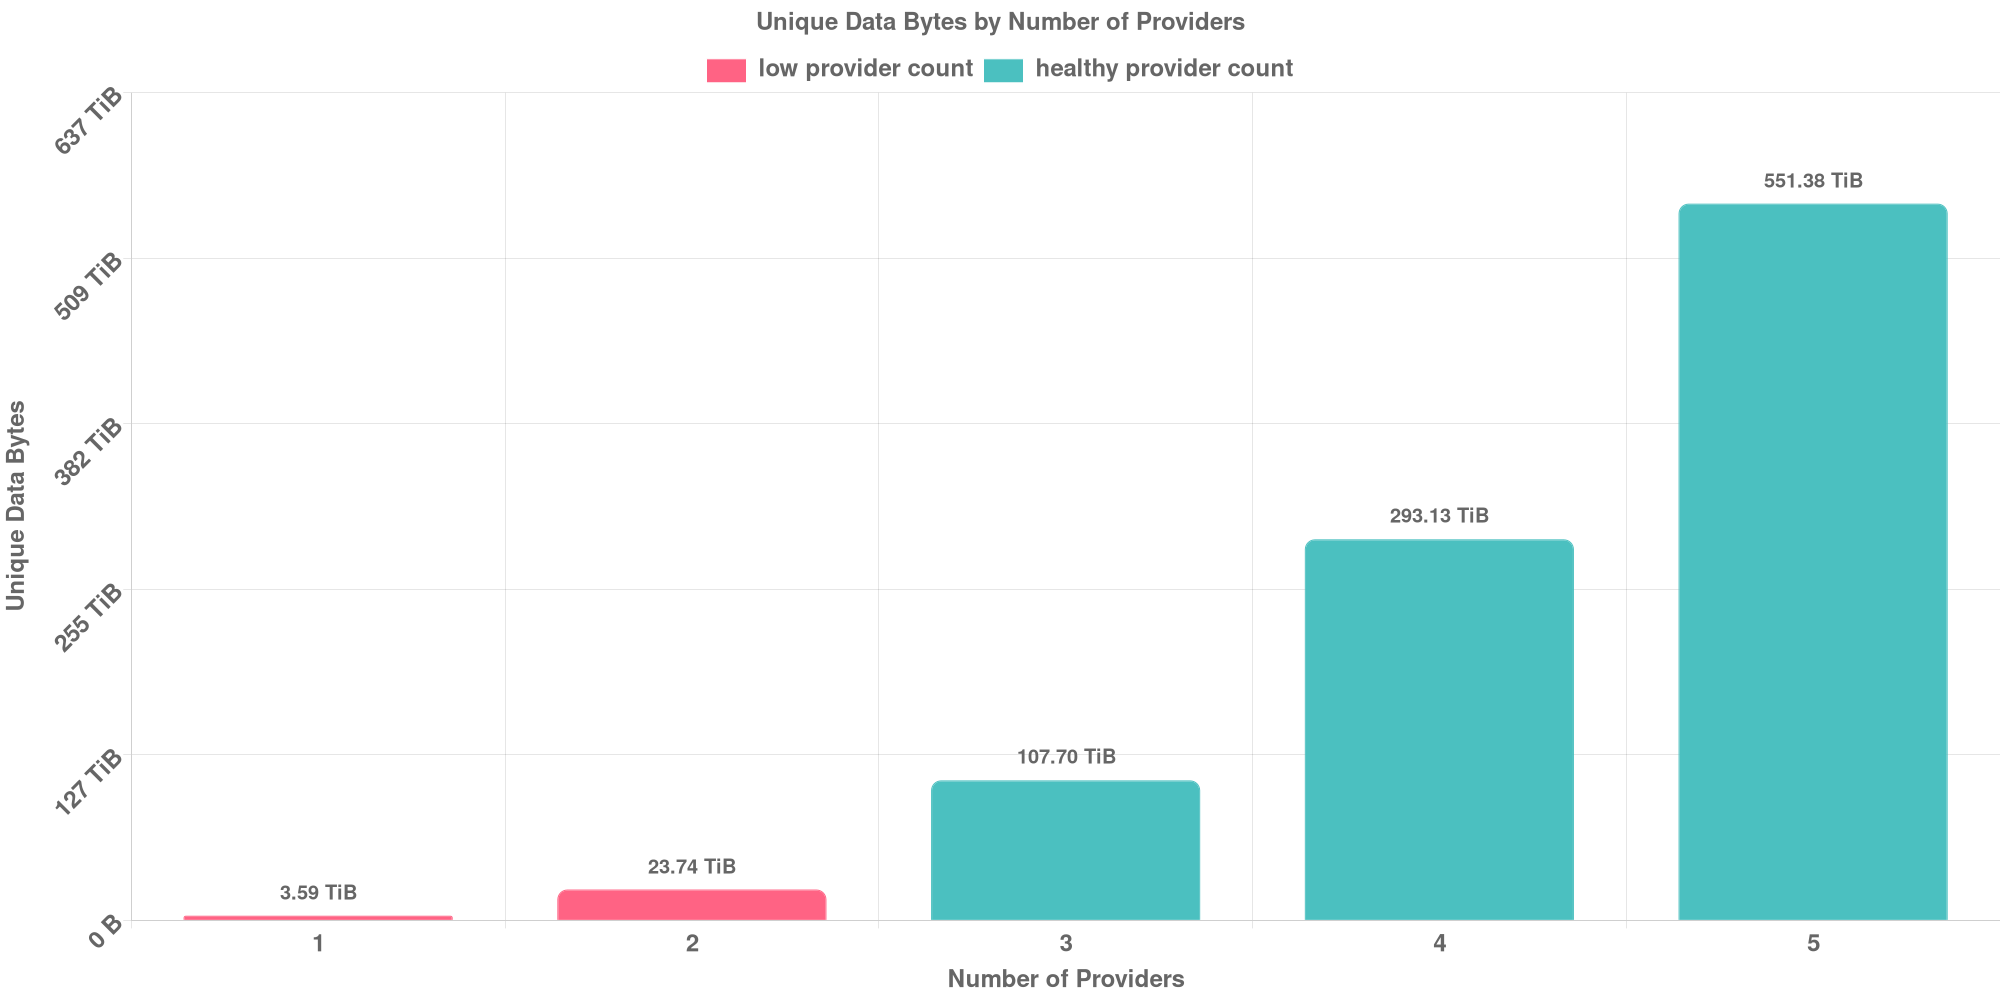 Unique Data Bytes by Number of Providers
low provider count healthy provider count
637 TiB
509 TiB
382 TiB
255 TiB
127 TiB
0 B
Unique Data Bytes
3.59 TiB
23.74 TiB
107.70 TiB
293.13 TiB
551.38 TiB
1 2 3 4 5
Number of Providers